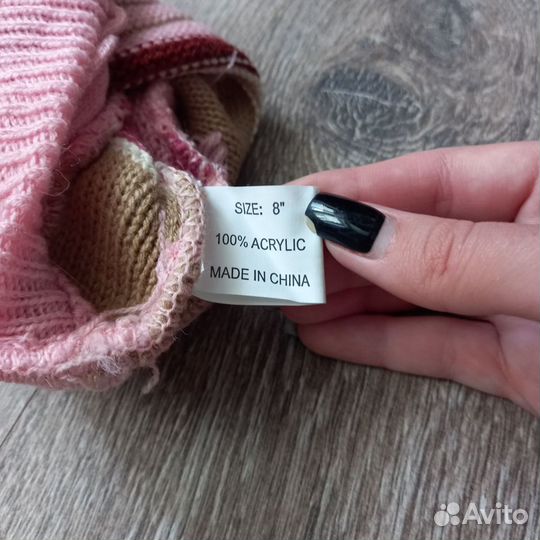 SIZE: 8"
100% ACRYLIC
MADE IN CHINA
Avito